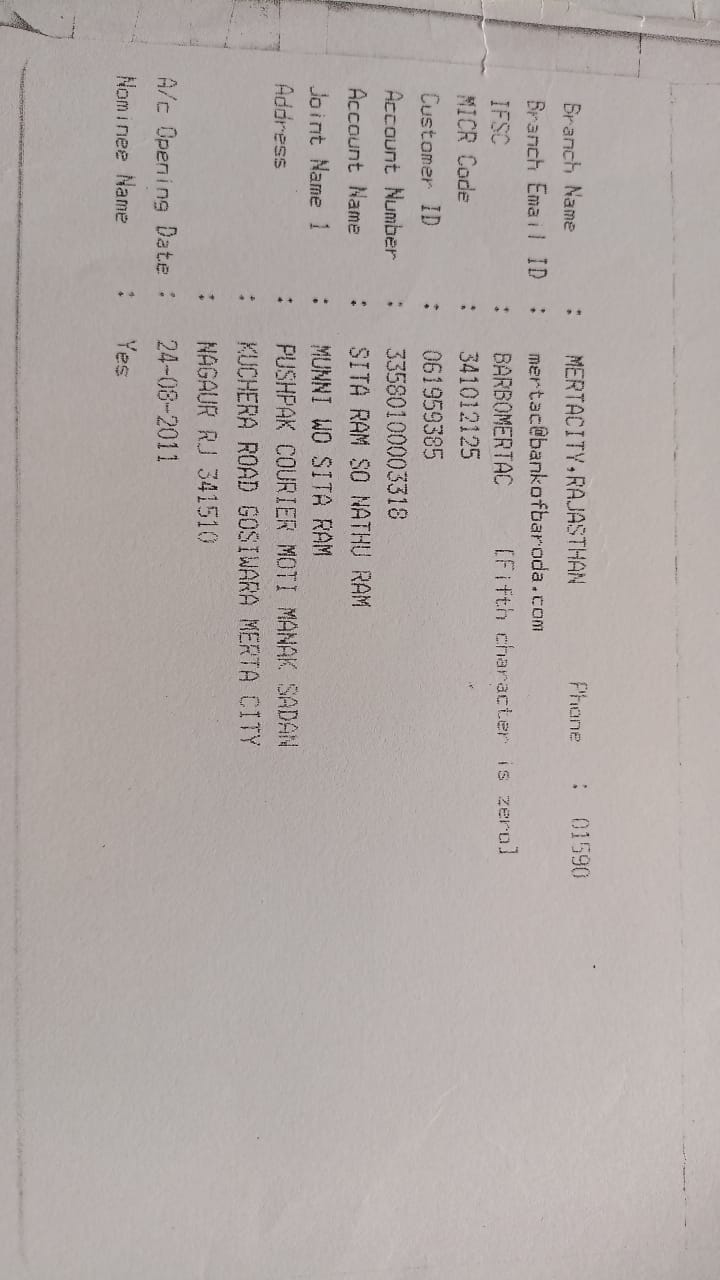 Branch Name : MERTACITY,RAJASTHAN Phone : 01590
Branch Email ID : mertac@bankofbaroda.com
IFSC : BARB0MERTAC [Fifth character is zero]
MICR Code : 341012125
Customer ID : 061959385
Account Number : 33580100003318
Account Name : SITA RAM SO NATHU RAM
Joint Name 1 : MUNNI WO SITA RAM
Address : PUSHPAK COURIER MOTI MANAK SADAN
: KUCHERA ROAD GOSIWARA MERTA CITY
: NAGAUR RJ 341510
A/c Opening Date : 24-08-2011
Nominee Name : Yes